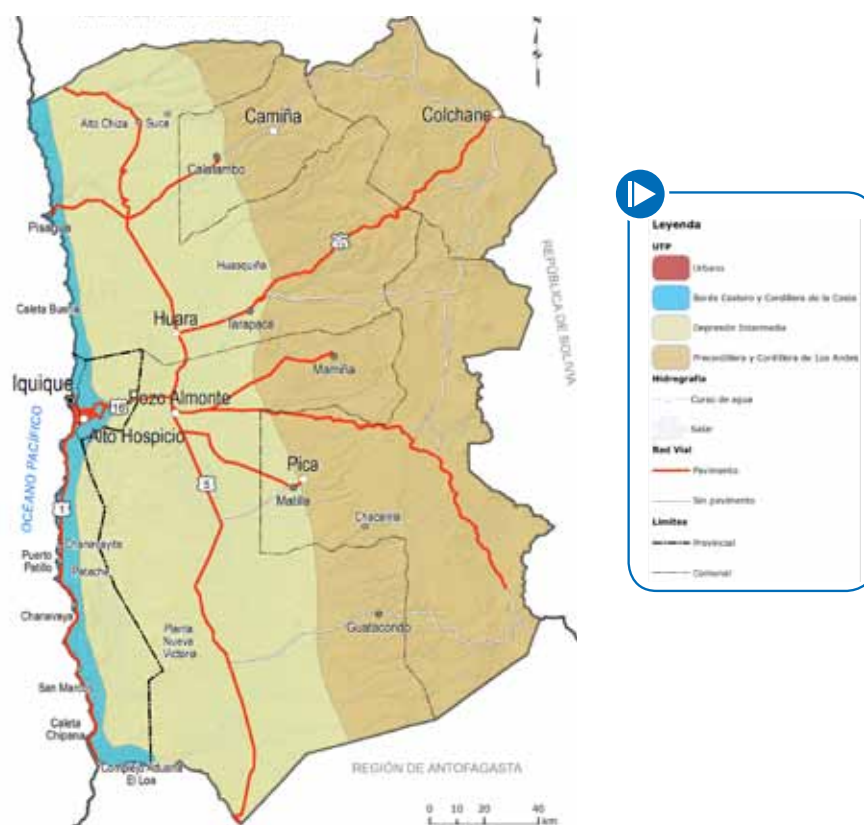 Camiña
Colchane
Alto Chiza
Suca
Calatambo
Pisagua
Huasquiña
Caleta Buena
Huara
Tarapacá
REPÚBLICA DE BOLIVIA
Mamiña
Iquique
16
Pozo Almonte
Alto Hospicio
OCÉANO PACÍFICO
Pica
5
Matilla
1
Chacarilla
Chanavayita
Puerto
Patillo
Patache
Chanavaya
Guatacondo
Planta
Nueva
Victoria
San Marcos
Caleta
Chipana
Complejo Aduana
El Loa
REGIÓN DE ANTOFAGASTA
0 10 20 40
km
Leyenda
UTP
Urbano
Borde Costero y Cordillera de la Costa
Depresión Intermedia
Precordillera y Cordillera de Los Andes
Hidrografía
Curso de agua
Salar
Red Vial
Pavimento
Sin pavimento
Limites
Provincial
Comunal